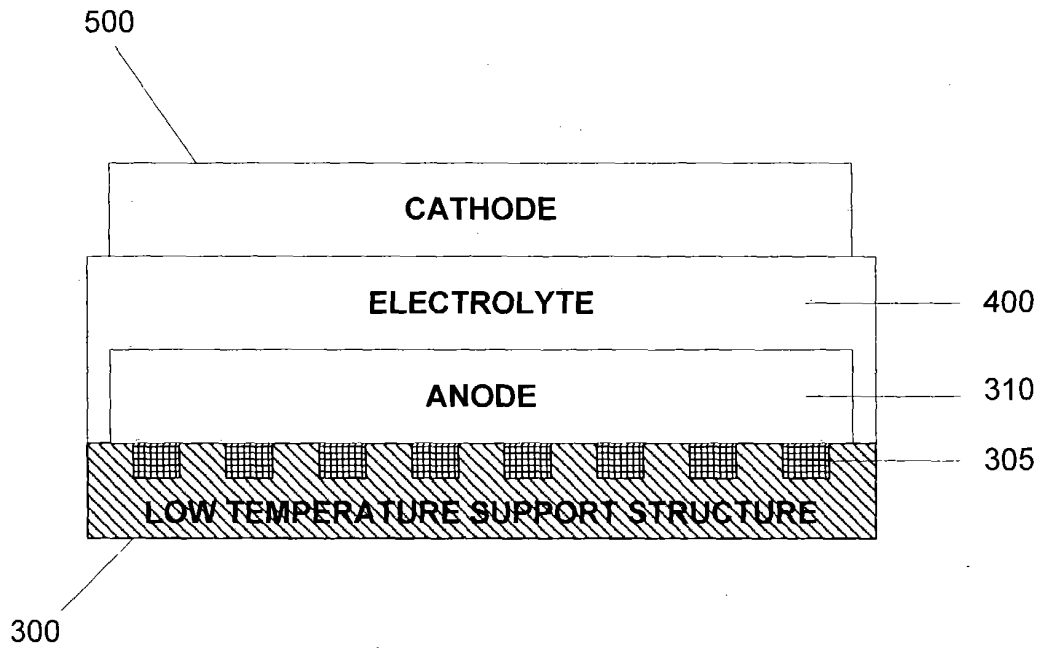 500
CATHODE
ELECTROLYTE
400
ANODE
310
305
LOW TEMPERATURE SUPPORT STRUCTURE
300